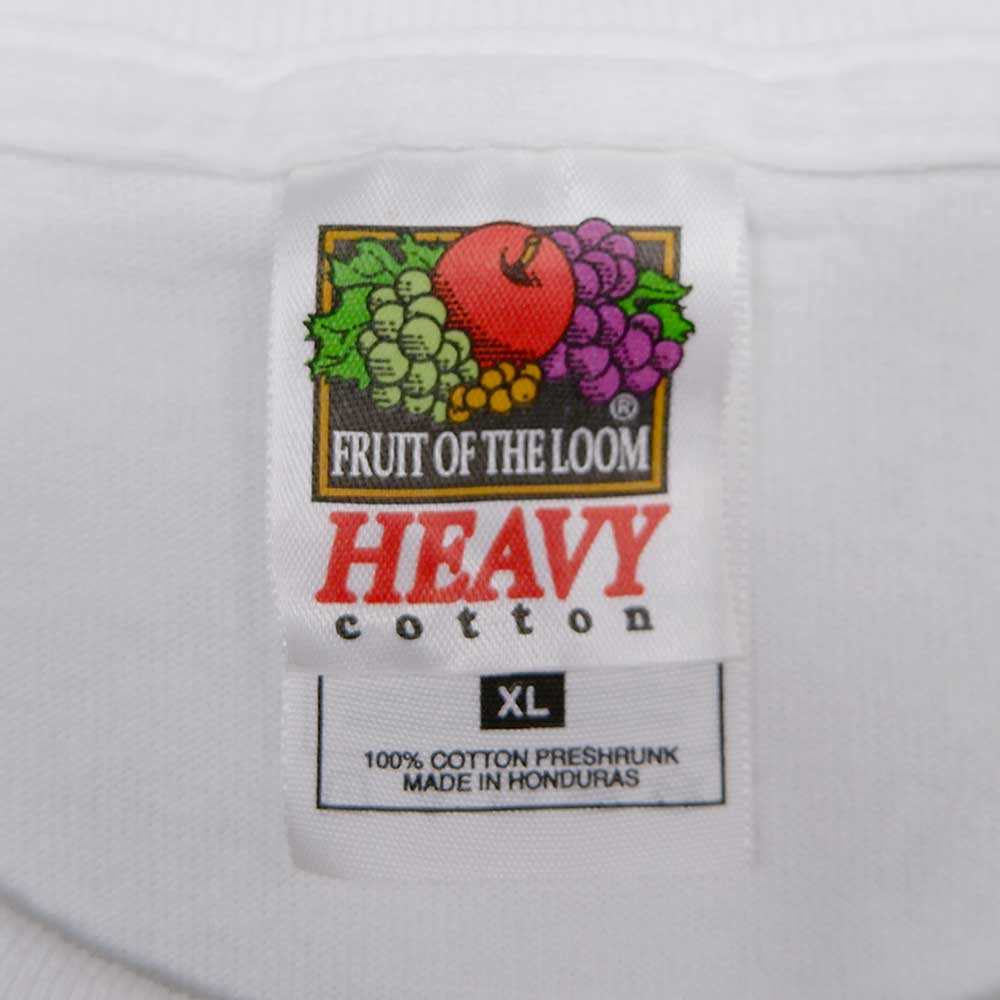 ®
FRUIT OF THE LOOM
HEAVY
cotton
XL
100% COTTON PRESHRUNK
MADE IN HONDURAS